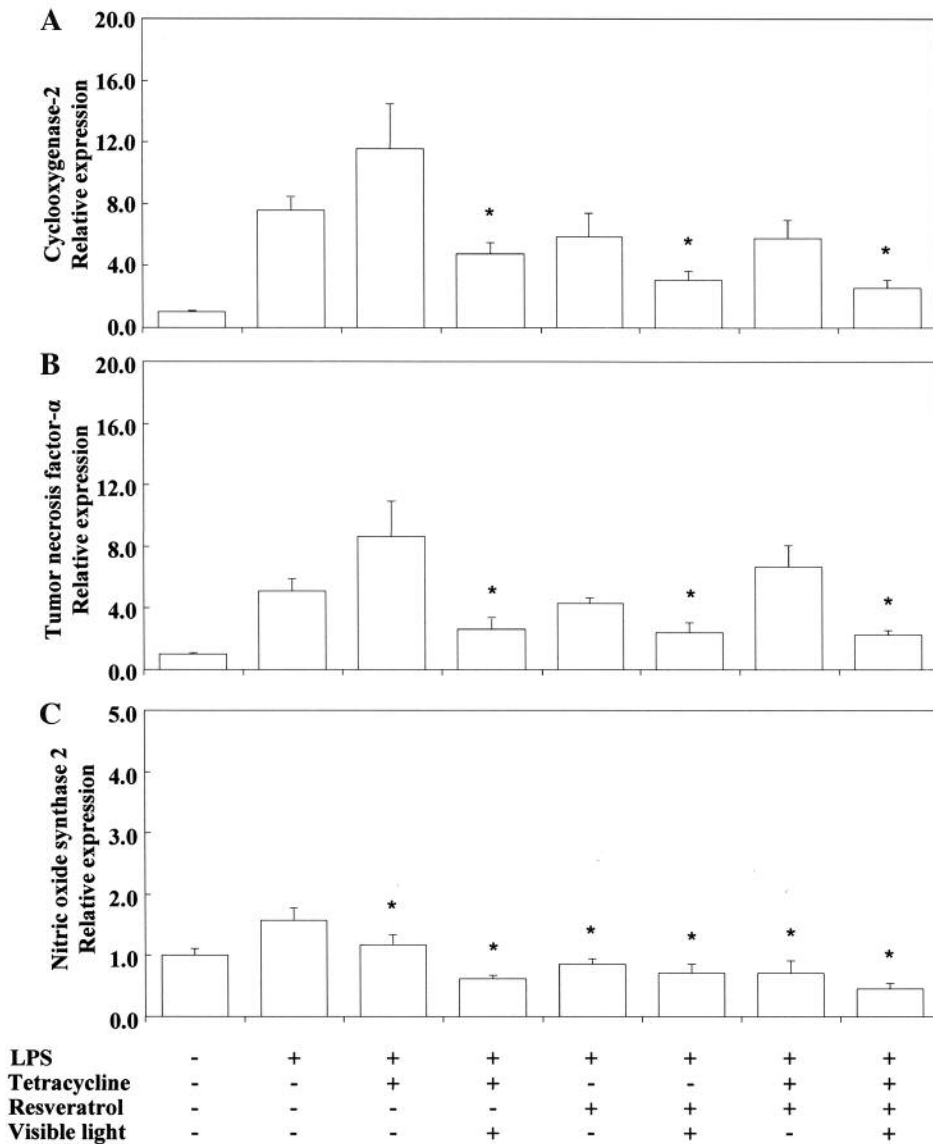 A
Cyclooxygenase-2
Relative expression
20.0
16.0
12.0
8.0
4.0
0.0
*
*
*
B
Tumor necrosis factor-α
Relative expression
20.0
16.0
12.0
8.0
4.0
0.0
*
*
*
C
Nitric oxide synthase 2
Relative expression
5.0
4.0
3.0
2.0
1.0
0.0
*
*
*
*
*
*
LPS - + + + + + + +
Tetracycline - - + + - - + +
Resveratrol - - - - + + + +
Visible light - - - + - + - +